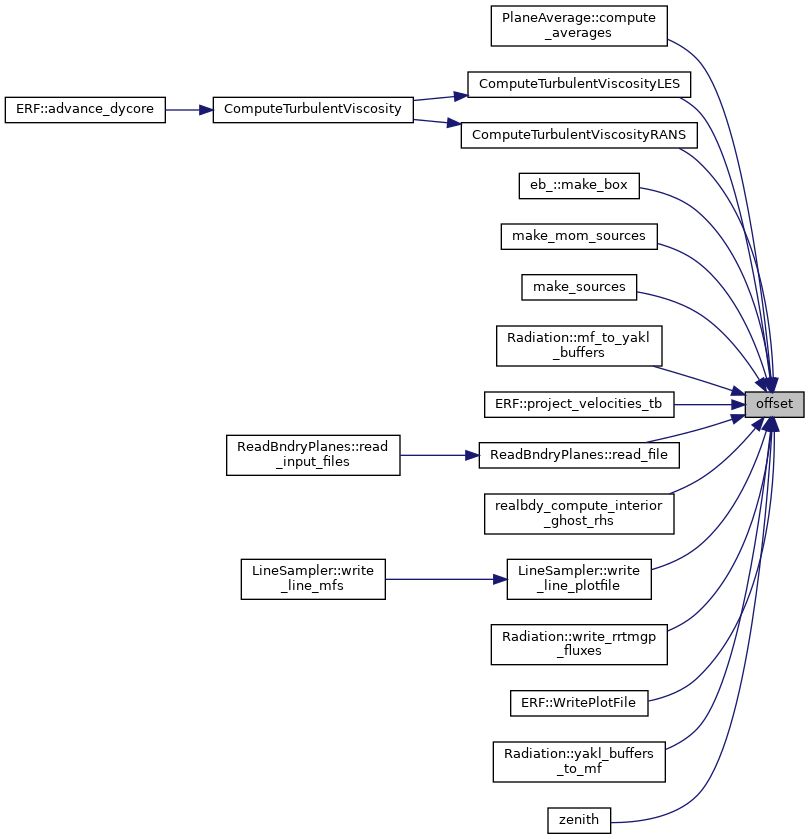 PlaneAverage::compute
_averages
ComputeTurbulentViscosityLES
ERF::advance_dycore
ComputeTurbulentViscosity
ComputeTurbulentViscosityRANS
eb_::make_box
make_mom_sources
make_sources
Radiation::mf_to_yakl
_buffers
ERF::project_velocities_tb
offset
ReadBndryPlanes::read
_input_files
ReadBndryPlanes::read_file
realbdy_compute_interior
_ghost_rhs
LineSampler::write
_line_mfs
LineSampler::write
_line_plotfile
Radiation::write_rrtmgp
_fluxes
ERF::WritePlotFile
Radiation::yakl_buffers
_to_mf
zenith